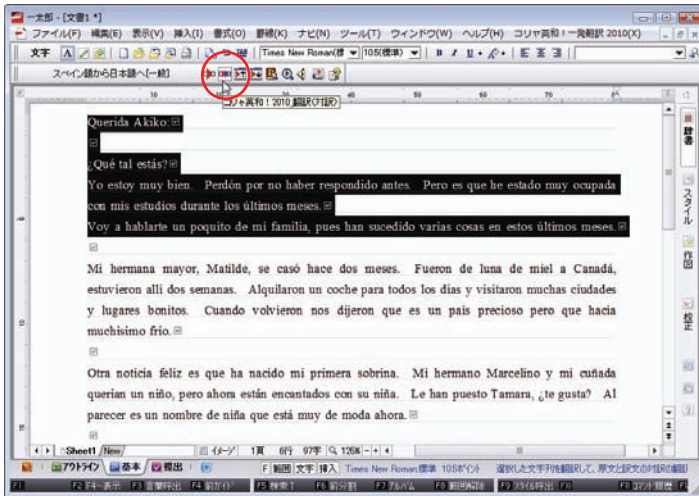 一太郎 - [文書1 *]
ファイル(F) 編集(E) 表示(V) 挿入(I) 書式(O) 罫線(K) ナビ(N) ツール(T) ウィンドウ(W) ヘルプ(H) コリャ英和!一発翻訳 2010(X)
文字 Times New Roman(標 10.5(標準)
スペイン語から日本語へ[一般]
コリャ英和!2010 翻訳(対訳)
Querida Akiko:
¿Qué tal estás?
Yo estoy muy bien. Perdón por no haber respondido antes. Pero es que he estado muy ocupada
con mis estudios durante los últimos meses.
Voy a hablarte un poquito de mi familia, pues han sucedido varias cosas en estos últimos meses.
Mi hermana mayor, Matilde, se casó hace dos meses. Fueron de luna de miel a Canadá,
estuvieron allí dos semanas. Alquilaron un coche para todos los días y visitaron muchas ciudades
y lugares bonitos. Cuando volvieron nos dijeron que es un país precioso pero que hacía
muchísimo frío.
Otra noticia feliz es que ha nacido mi primera sobrina. Mi hermano Marcelino y mi cuñada
querían un niño, pero ahora están encantados con su niña. Le han puesto Tamara, ¿te gusta? Al
parecer es un nombre de niña que está muy de moda ahora.
辞書
スタイル
作図
校正
Sheet1 New イメージ 1頁 6行 97字 126%
アウトライン 基本 提出 範囲 文字 挿入 Times New Roman標準 10.5ポイント 選択した文字列を翻訳して、原文と訳文の対訳の